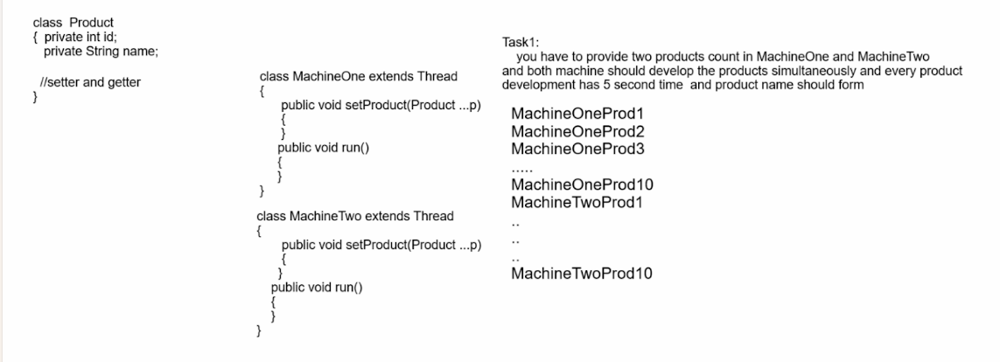 class  Product
{  private int id;
private String name;
//setter and getter
}
class MachineOne extends Thread
{
public void setProduct(Product ...p)
{
}
public void run()
{
}
}
class MachineTwo extends Thread
{
public void setProduct(Product ...p)
{
}
public void run()
{
}
}
Task1:
you have to provide two products count in MachineOne and MachineTwo
and both machine should develop the products simultaneously and every product
development has 5 second time  and product name should form
MachineOneProd1
MachineOneProd2
MachineOneProd3
.....
MachineOneProd10
MachineTwoProd1
..
..
..
MachineTwoProd10